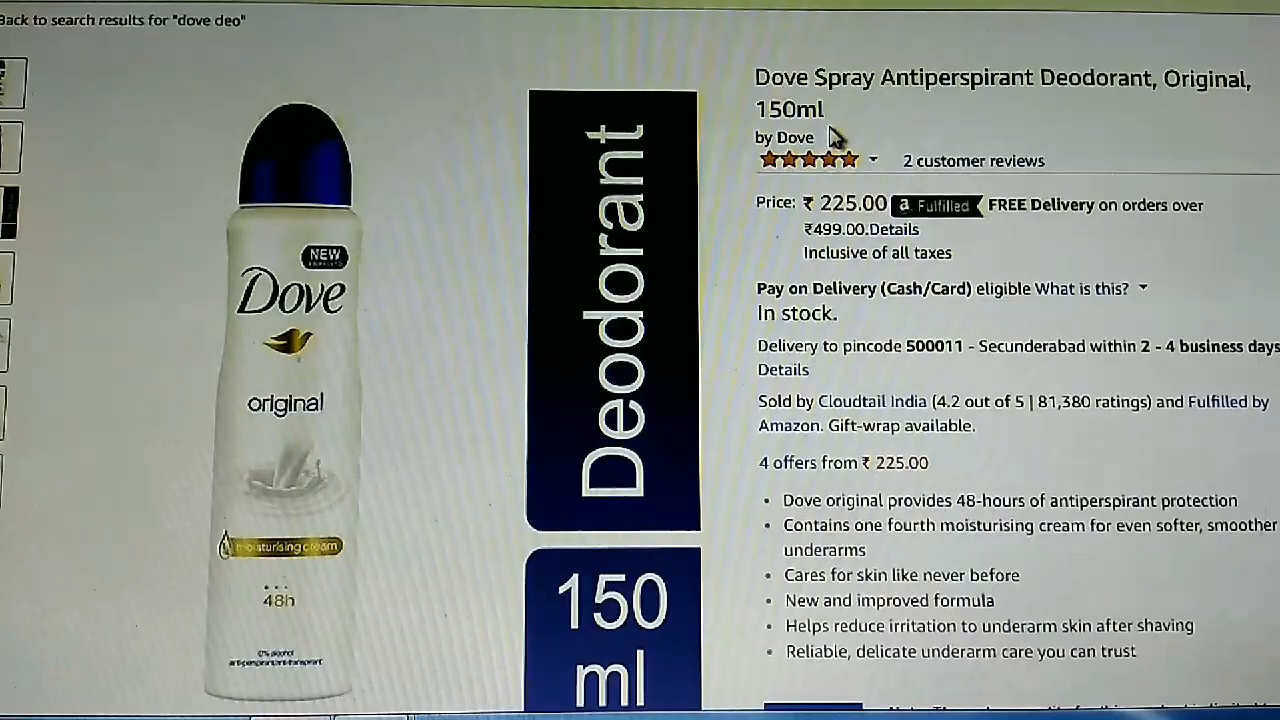 Back to search results for "dove deo"
Dove Spray Antiperspirant Deodorant, Original,
150ml
by Dove
2 customer reviews
Price: ₹ 225.00 a Fulfilled FREE Delivery on orders over
₹499.00.Details
Inclusive of all taxes
Pay on Delivery (Cash/Card) eligible What is this?
In stock.
Delivery to pincode 500011 - Secunderabad within 2 - 4 business days
Details
Sold by Cloudtail India (4.2 out of 5 | 81,380 ratings) and Fulfilled by
Amazon. Gift-wrap available.
4 offers from ₹ 225.00
• Dove original provides 48-hours of antiperspirant protection
• Contains one fourth moisturising cream for even softer, smoother
underarms
• Cares for skin like never before
• New and improved formula
• Helps reduce irritation to underarm skin after shaving
• Reliable, delicate underarm care you can trust
NEW
Dove
original
moisturising cream
48h
0% alcohol
Deodorant
150
ml